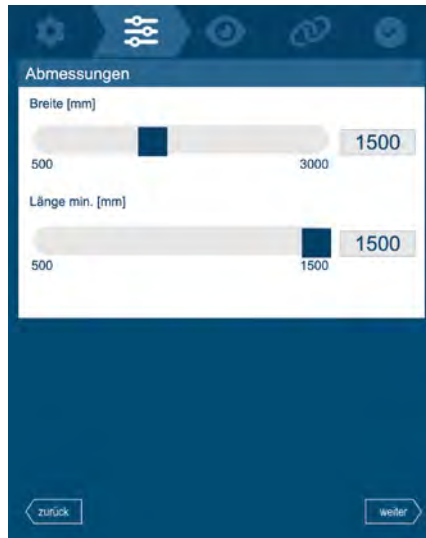 Abmessungen
Breite [mm]
1500
500 3000
Länge min. [mm]
1500
500 1500
zurück weiter